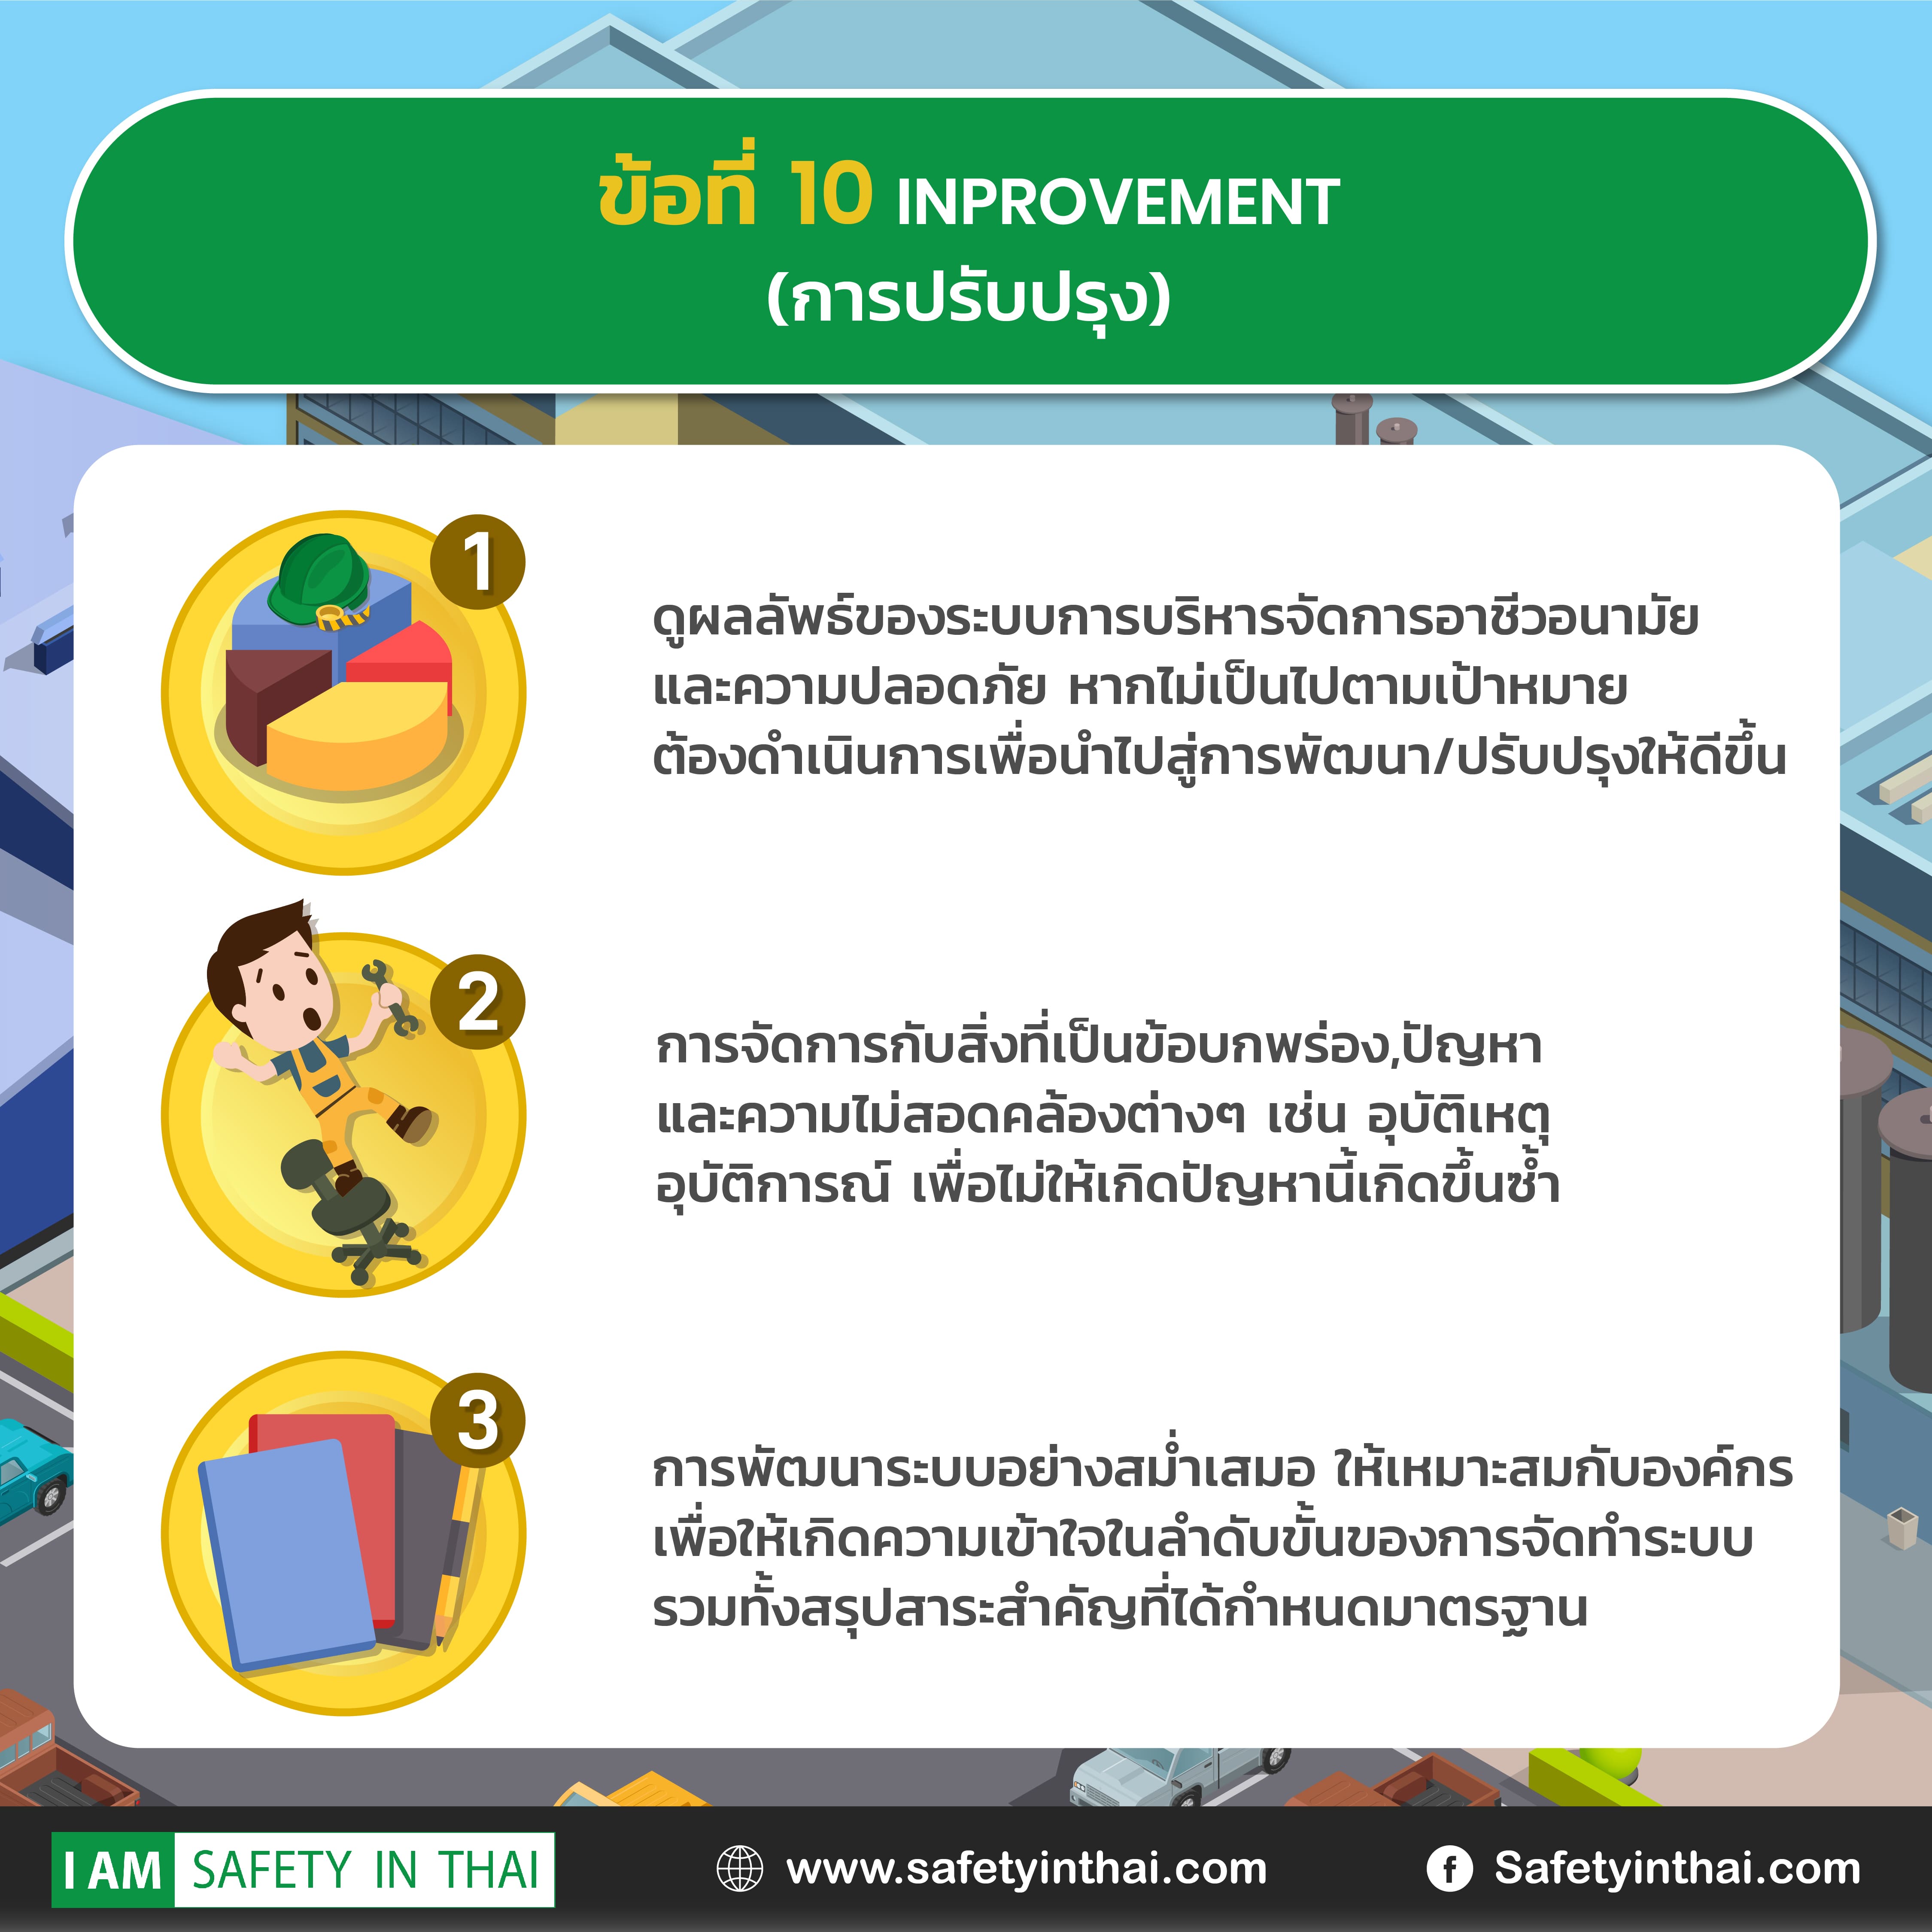 ข้อที่ 10 INPROVEMENT
(การปรับปรุง)
1
ดูผลลัพธ์ของระบบการบริหารจัดการอาชีวอนามัย
และความปลอดภัย หากไม่เป็นไปตามเป้าหมาย
ต้องดำเนินการเพื่อนำไปสู่การพัฒนา/ปรับปรุงให้ดีขึ้น
2
การจัดการกับสิ่งที่เป็นข้อบกพร่อง,ปัญหา
และความไม่สอดคล้องต่างๆ เช่น อุบัติเหตุ
อุบัติการณ์ เพื่อไม่ให้เกิดปัญหานี้เกิดขึ้นซ้ำ
3
การพัฒนาระบบอย่างสม่ำเสมอ ให้เหมาะสมกับองค์กร
เพื่อให้เกิดความเข้าใจในลำดับขั้นของการจัดทำระบบ
รวมทั้งสรุปสาระสำคัญที่ได้กำหนดมาตรฐาน
I AM SAFETY IN THAI
www.safetyinthai.com
f Safetyinthai.com